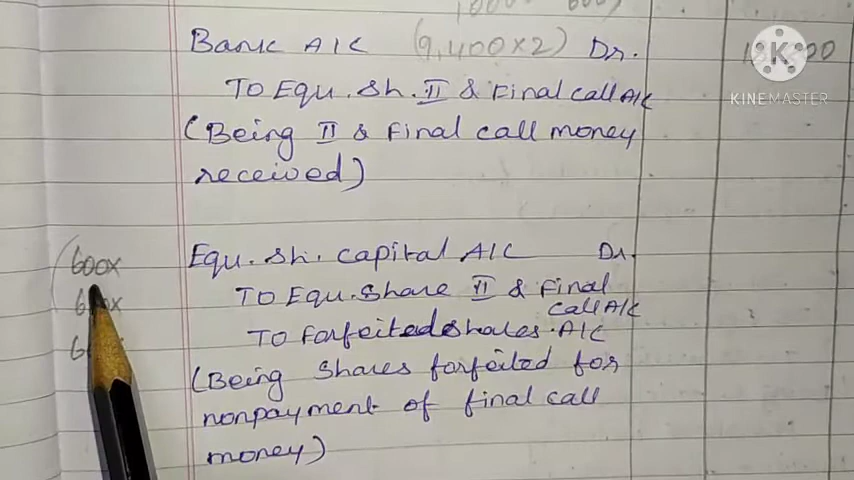 Bank A/C (9,400×2) Dr.
To Equ. Sh. II & Final call A/C
(Being II & Final call money
received)
KINEMASTER
600x Equ. Sh. capital A/C Dr.
To Equ. Share II & Final
call A/C
To forfeited shares. A/C
(Being shares forfeited for
nonpayment of final call
money)